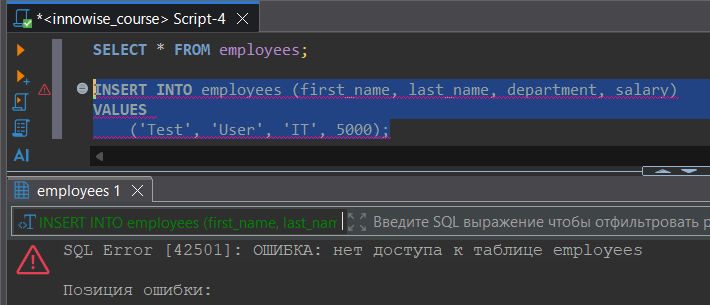 *<innowise_course> Script-4
SELECT * FROM employees;
INSERT INTO employees (first_name, last_name, department, salary)
VALUES
('Test', 'User', 'IT', 5000);
AI
employees 1
INSERT INTO employees (first_name, last_nam
Введите SQL выражение чтобы отфильтровать р
SQL Error [42501]: ОШИБКА: нет доступа к таблице employees
Позиция ошибки: